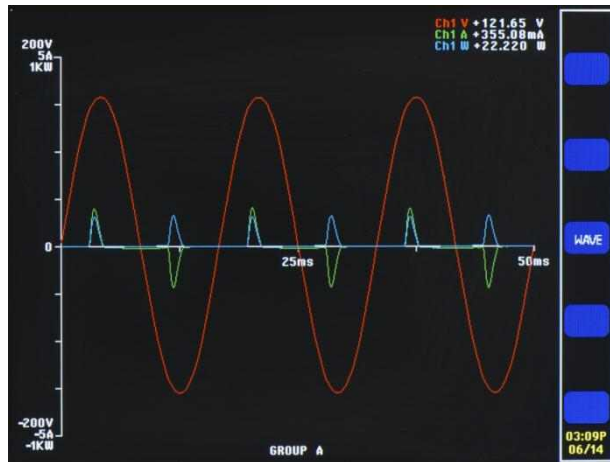 Ch1 V +121.65 V
Ch1 A +355.08mA
Ch1 W +22.220 W
200V
5A
1KW
0
25ms
50ms
WAVE
-200V
-5A
-1KW
GROUP A
03:09P
06/14